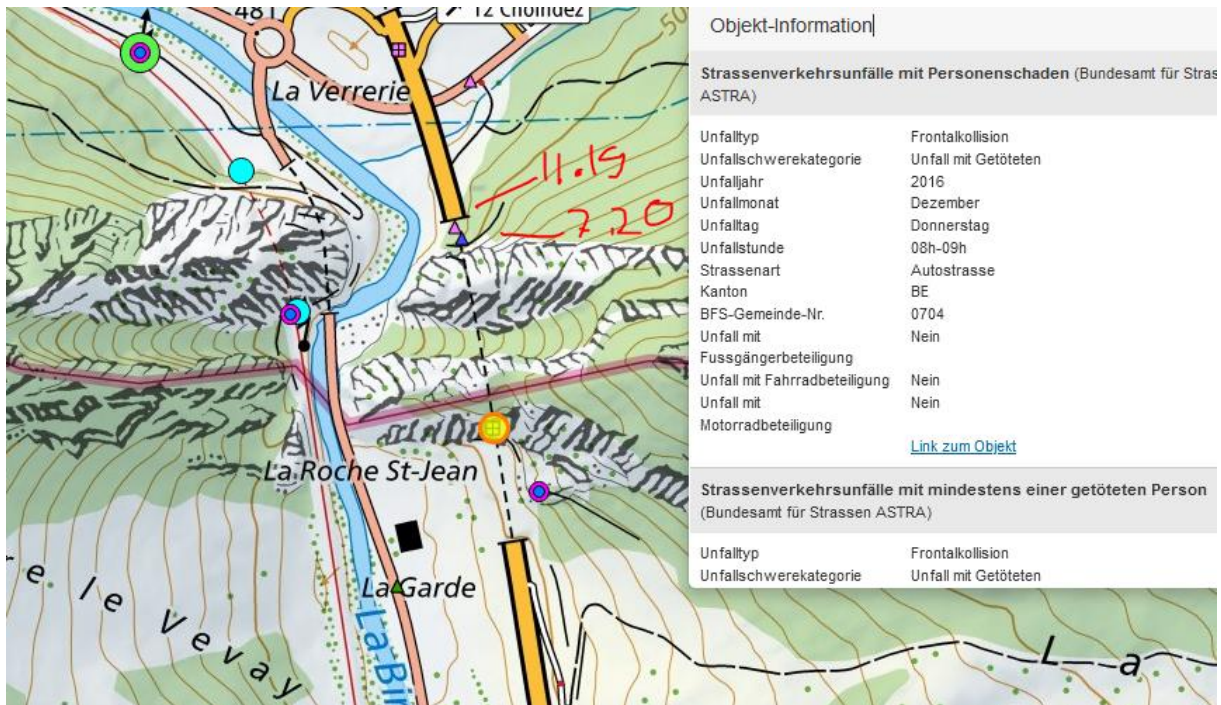 481
12 Choindez
50
La Verrerie
11.19
7.20
La Roche St-Jean
La Garde
La Bir
re le vevay
La
Objekt-Information
Strassenverkehrsunfälle mit Personenschaden (Bundesamt für Stras
ASTRA)
Unfalltyp Frontalkollision
Unfallschwerekategorie Unfall mit Getöteten
Unfalljahr 2016
Unfallmonat Dezember
Unfalltag Donnerstag
Unfallstunde 08h-09h
Strassenart Autostrasse
Kanton BE
BFS-Gemeinde-Nr. 0704
Unfall mit Nein
Fussgängerbeteiligung
Unfall mit Fahrradbeteiligung Nein
Unfall mit Nein
Motorradbeteiligung
Link zum Objekt
Strassenverkehrsunfälle mit mindestens einer getöteten Person
(Bundesamt für Strassen ASTRA)
Unfalltyp Frontalkollision
Unfallschwerekategorie Unfall mit Getöteten